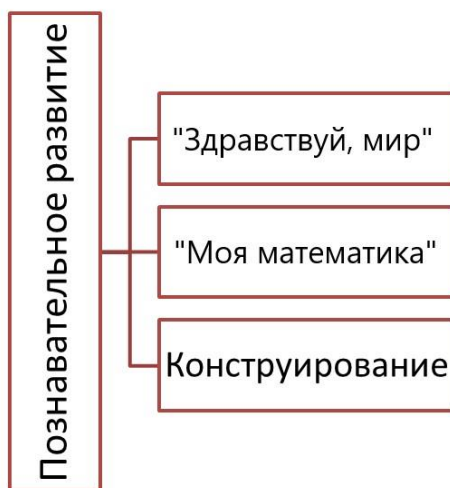 Познавательное развитие
"Здравствуй, мир"
"Моя математика"
Конструирование